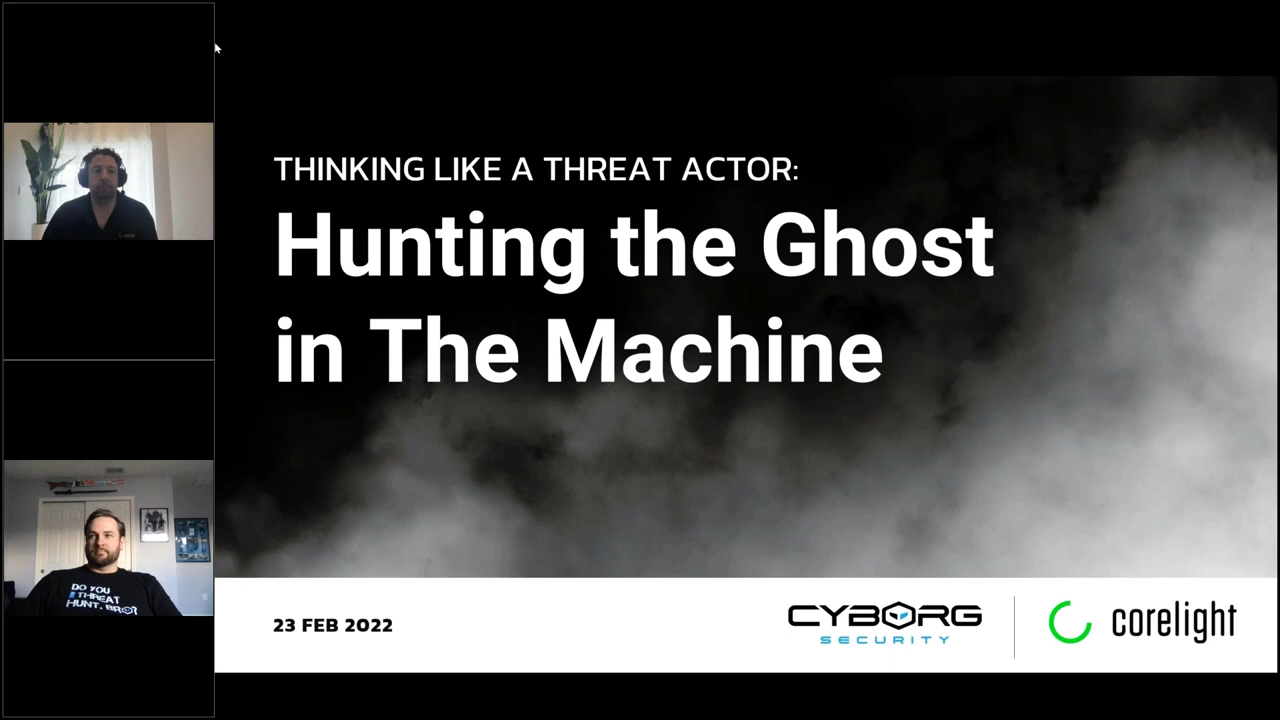 THINKING LIKE A THREAT ACTOR:
Hunting the Ghost
in The Machine
DO YOU
THREAT
HUNT, BRO?
23 FEB 2022
CYBORG
SECURITY
corelight